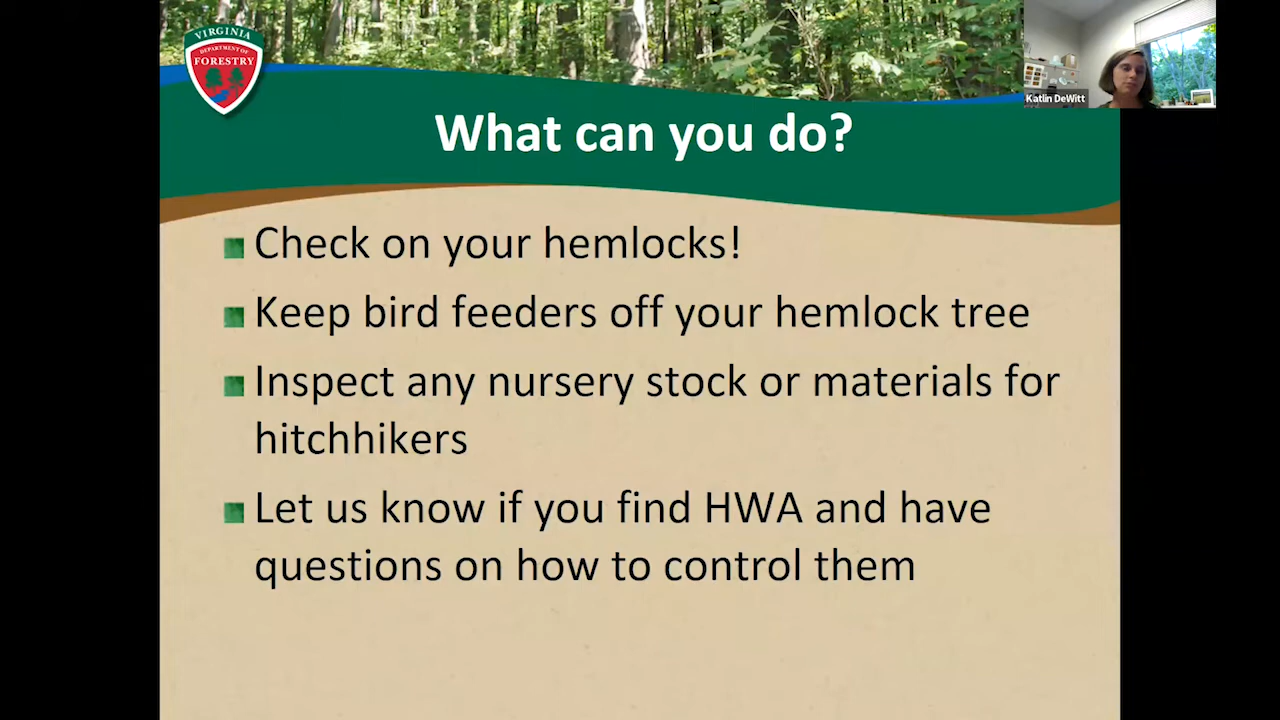 VIRGINIA
DEPARTMENT OF
FORESTRY
Katlin DeWitt
What can you do?
Check on your hemlocks!
Keep bird feeders off your hemlock tree
Inspect any nursery stock or materials for
hitchhikers
Let us know if you find HWA and have
questions on how to control them